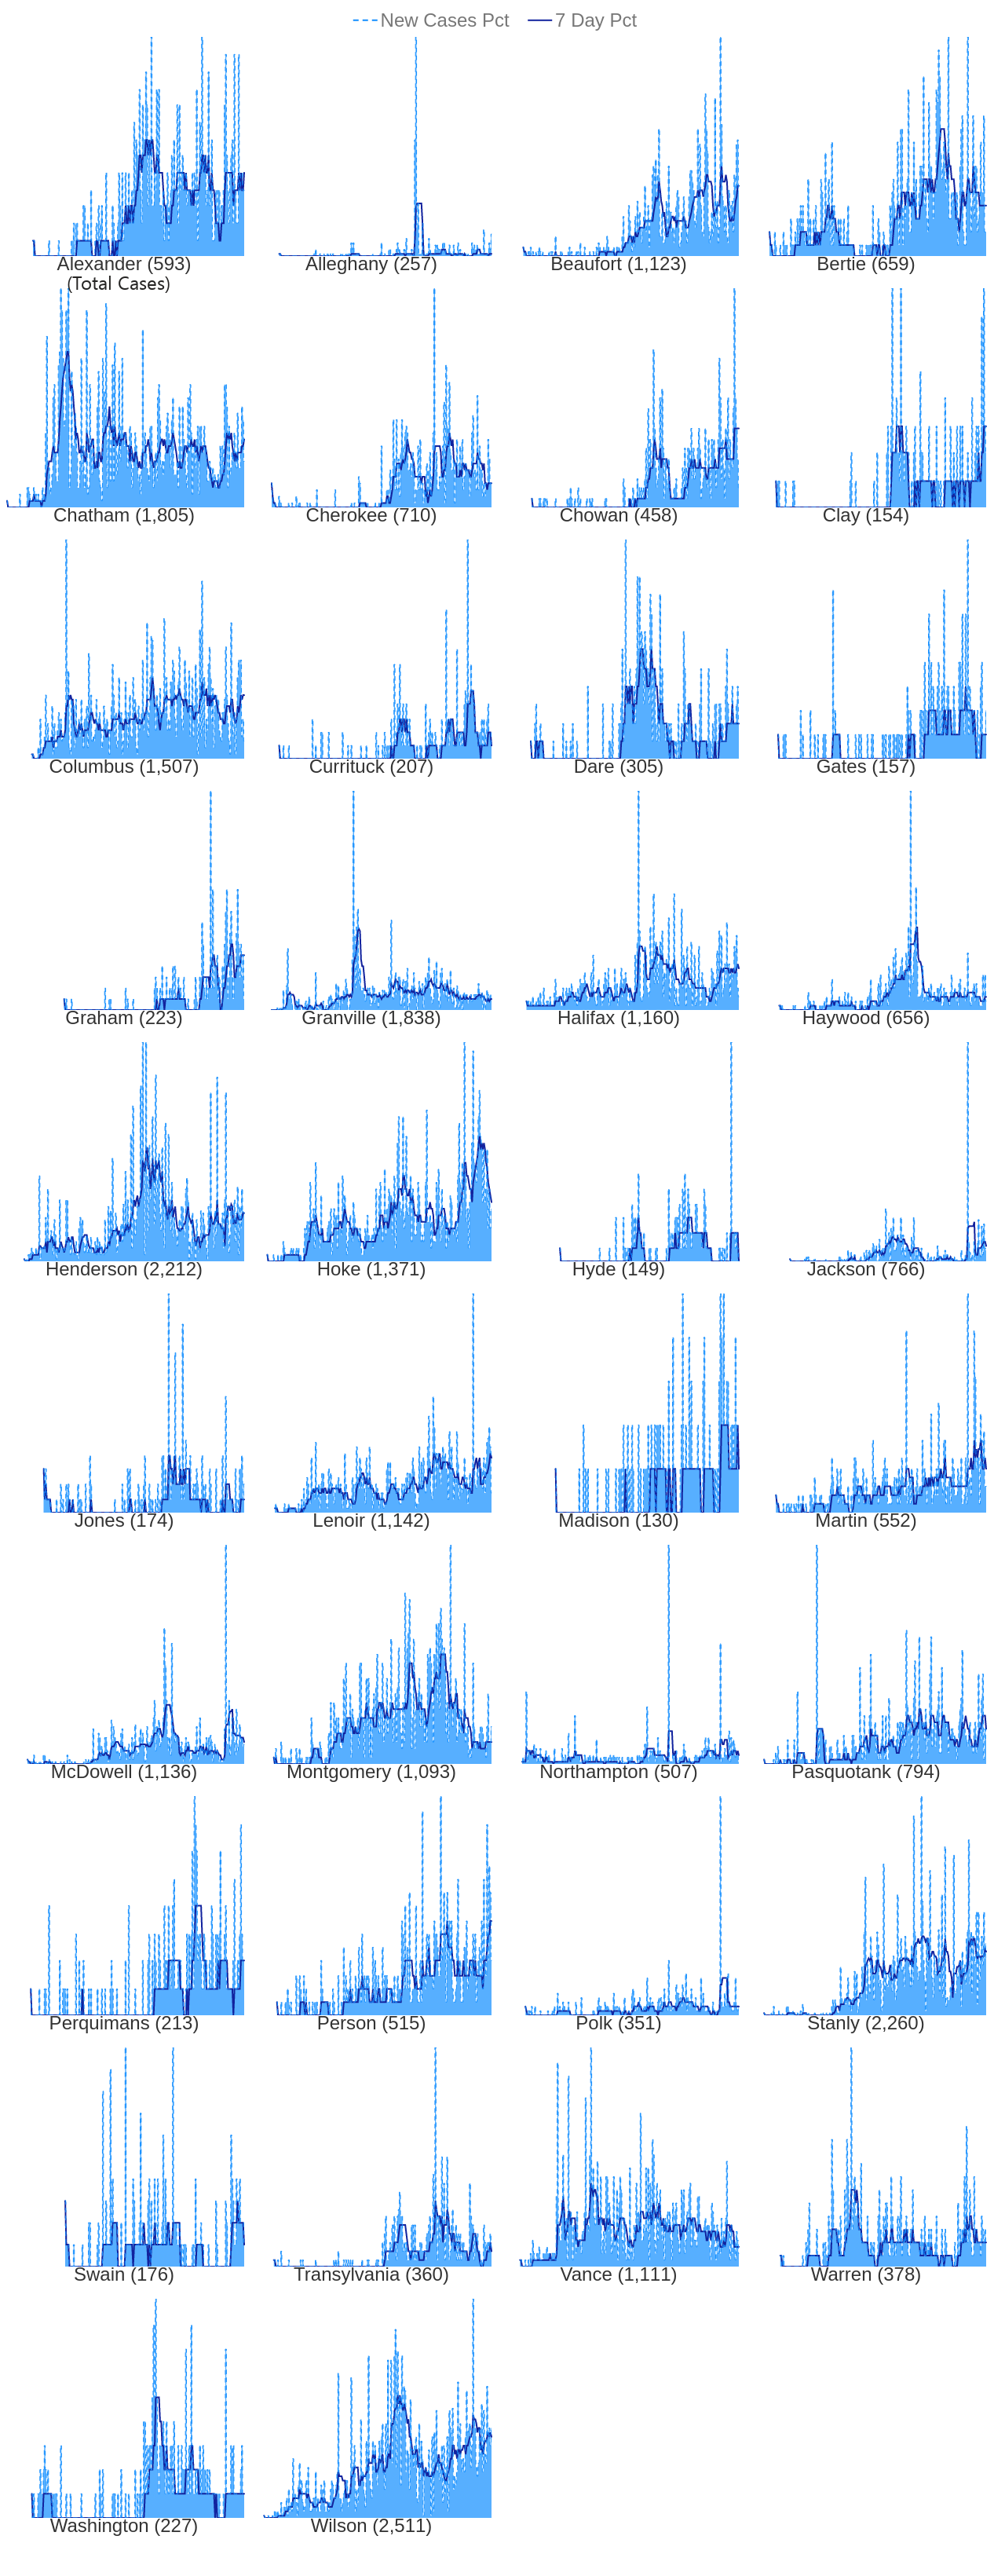 New Cases Pct 7 Day Pct
Alexander (593) Alleghany (257) Beaufort (1,123) Bertie (659)
(Total Cases)
Chatham (1,805) Cherokee (710) Chowan (458) Clay (154)
Columbus (1,507) Currituck (207) Dare (305) Gates (157)
Graham (223) Granville (1,838) Halifax (1,160) Haywood (656)
Henderson (2,212) Hoke (1,371) Hyde (149) Jackson (766)
Jones (174) Lenoir (1,142) Madison (130) Martin (552)
McDowell (1,136) Montgomery (1,093) Northampton (507) Pasquotank (794)
Perquimans (213) Person (515) Polk (351) Stanly (2,260)
Swain (176) Transylvania (360) Vance (1,111) Warren (378)
Washington (227) Wilson (2,511)